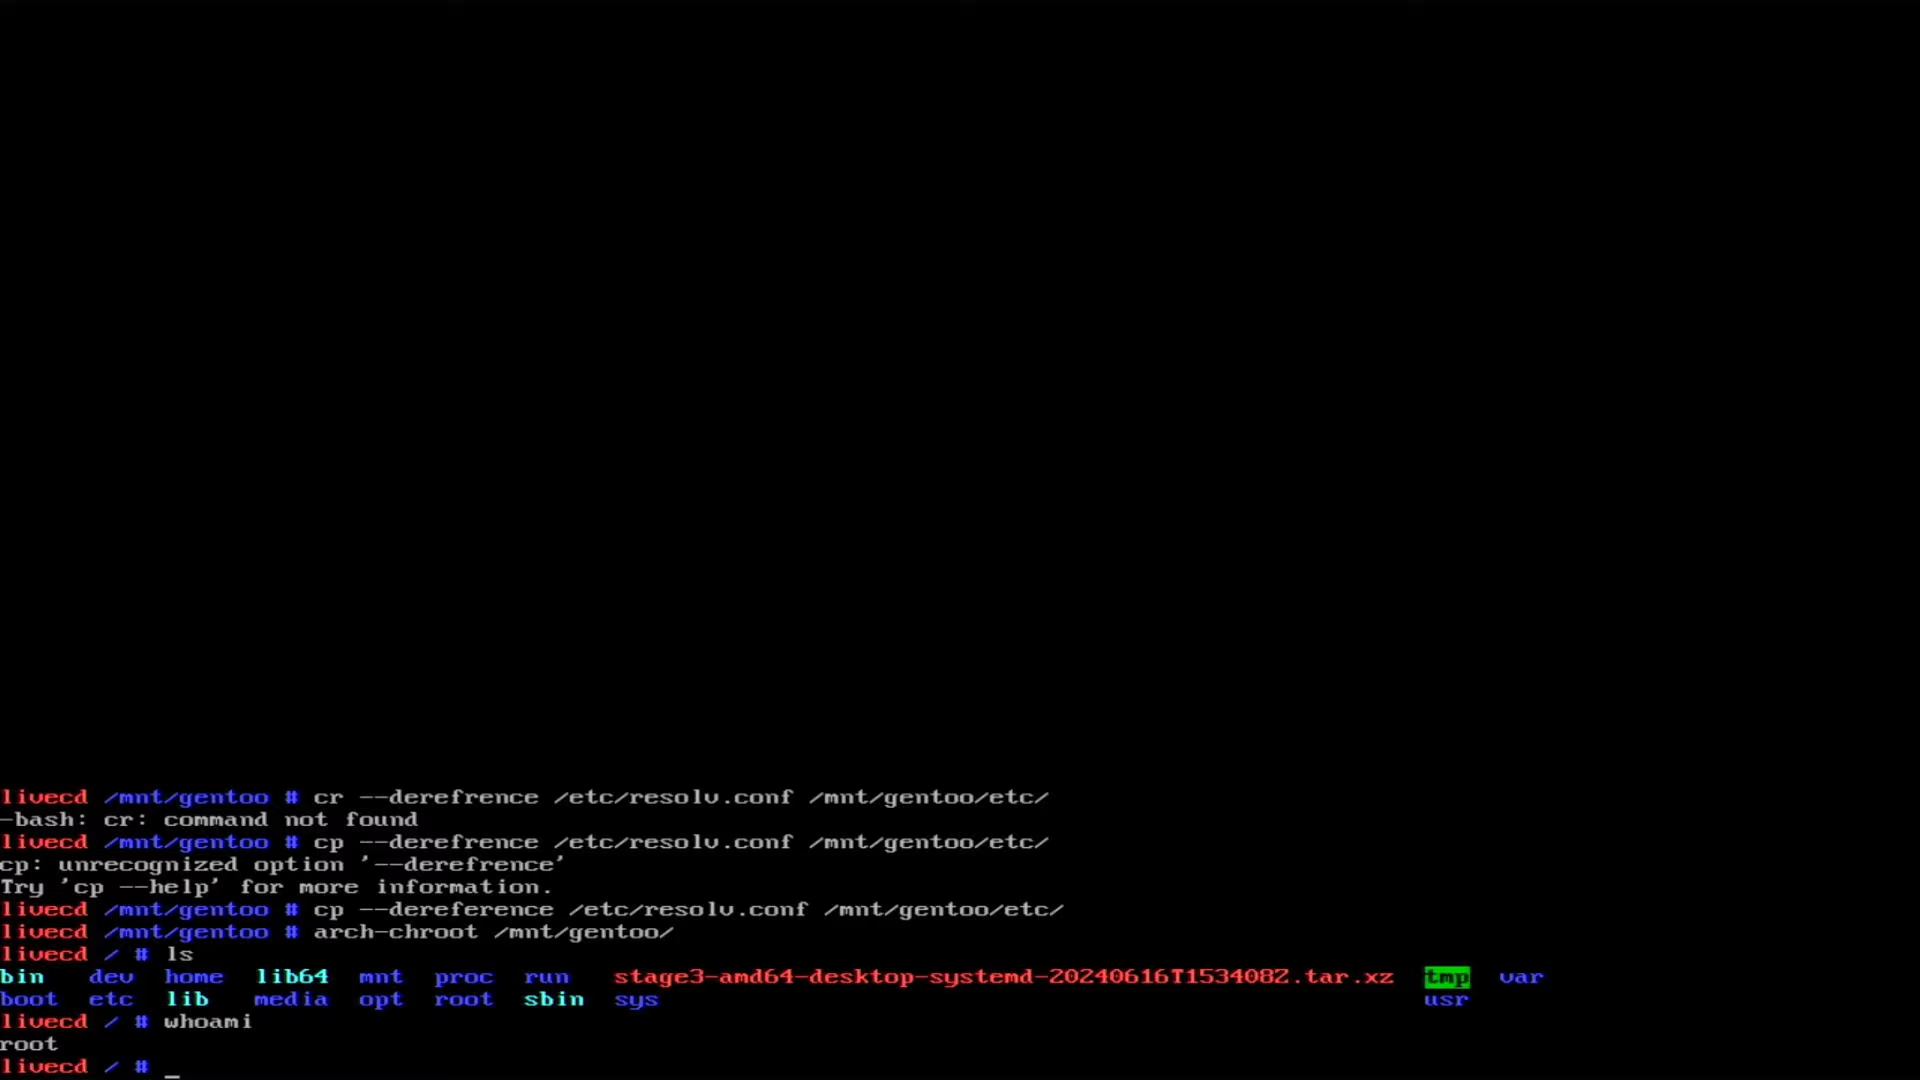 livecd /mnt/gentoo # cr --derefrence /etc/resolv.conf /mnt/gentoo/etc/
-bash: cr: command not found
livecd /mnt/gentoo # cp --derefrence /etc/resolv.conf /mnt/gentoo/etc/
cp: unrecognized option '--derefrence'
Try 'cp --help' for more information.
livecd /mnt/gentoo # cp --dereference /etc/resolv.conf /mnt/gentoo/etc/
livecd /mnt/gentoo # arch-chroot /mnt/gentoo/
livecd / # ls
bin dev home lib64 mnt proc run stage3-amd64-desktop-systemd-20240616T153408Z.tar.xz tmp var
boot etc lib media opt root sbin sys usr
livecd / # whoami
root
livecd / # _